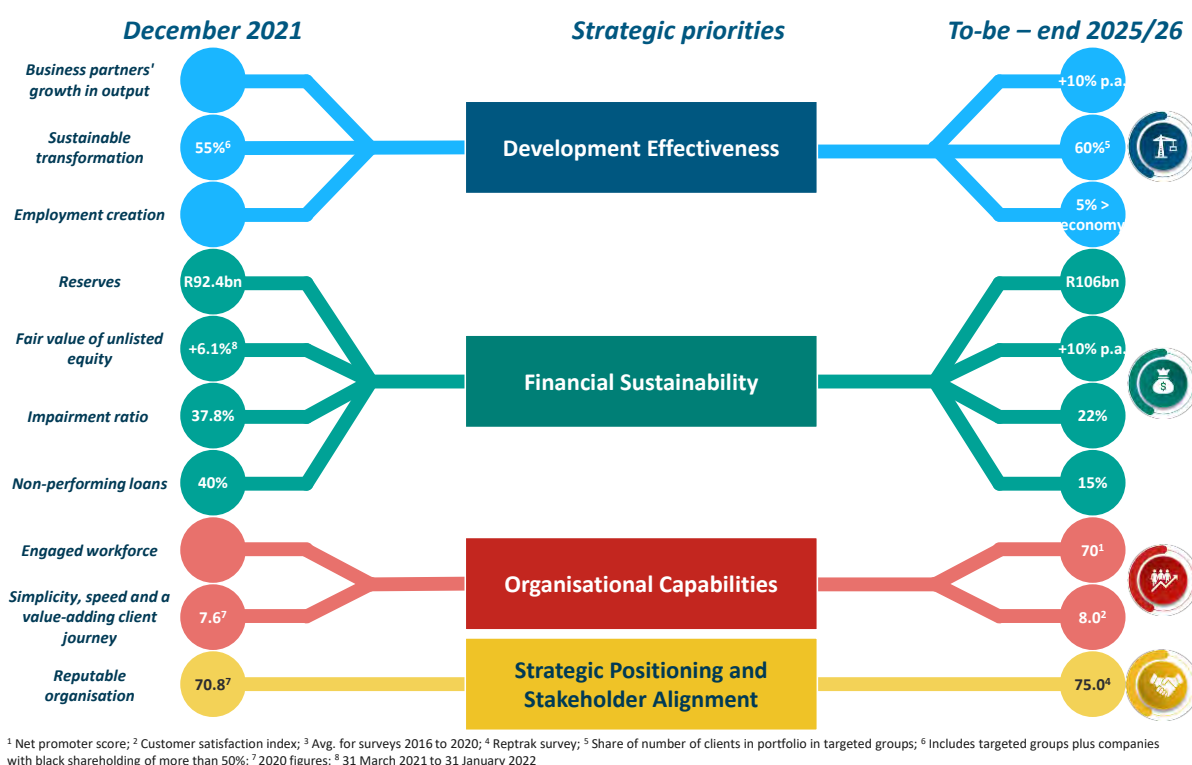 December 2021
Strategic priorities
To-be – end 2025/26
Business partners'
growth in output
+10% p.a.
Sustainable
transformation
55%⁶
Development Effectiveness
60%⁵
Employment creation
5% >
economy
Reserves
R92.4bn
R106bn
Fair value of unlisted
equity
+6.1%⁸
+10% p.a.
Financial Sustainability
Impairment ratio
37.8%
22%
Non-performing loans
40%
15%
Engaged workforce
70¹
Organisational Capabilities
Simplicity, speed and a
value-adding client
journey
7.6⁷
8.0²
Reputable
organisation
70.8⁷
Strategic Positioning and
Stakeholder Alignment
75.0⁴
¹ Net promoter score; ² Customer satisfaction index; ³ Avg. for surveys 2016 to 2020; ⁴ Reptrak survey; ⁵ Share of number of clients in portfolio in targeted groups; ⁶ Includes targeted groups plus companies
with black shareholding of more than 50%; ⁷ 2020 figures; ⁸ 31 March 2021 to 31 January 2022